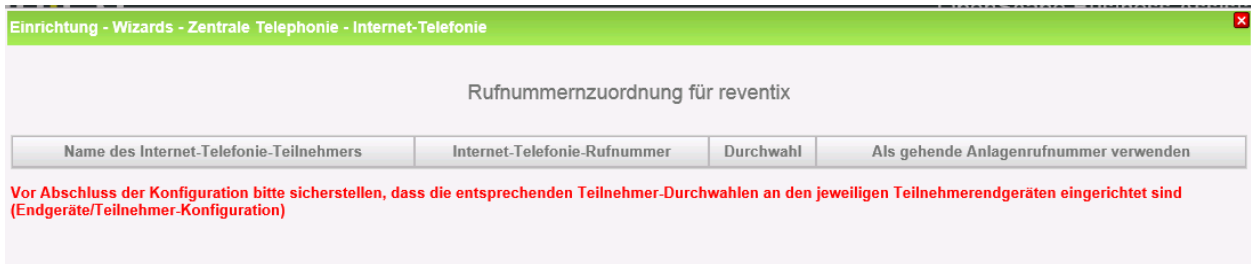 Einrichtung - Wizards - Zentrale Telephonie - Internet-Telefonie
Rufnummernzuordnung für reventix
Name des Internet-Telefonie-Teilnehmers Internet-Telefonie-Rufnummer Durchwahl Als gehende Anlagenrufnummer verwenden
Vor Abschluss der Konfiguration bitte sicherstellen, dass die entsprechenden Teilnehmer-Durchwahlen an den jeweiligen Teilnehmerendgeräten eingerichtet sind
(Endgeräte/Teilnehmer-Konfiguration)